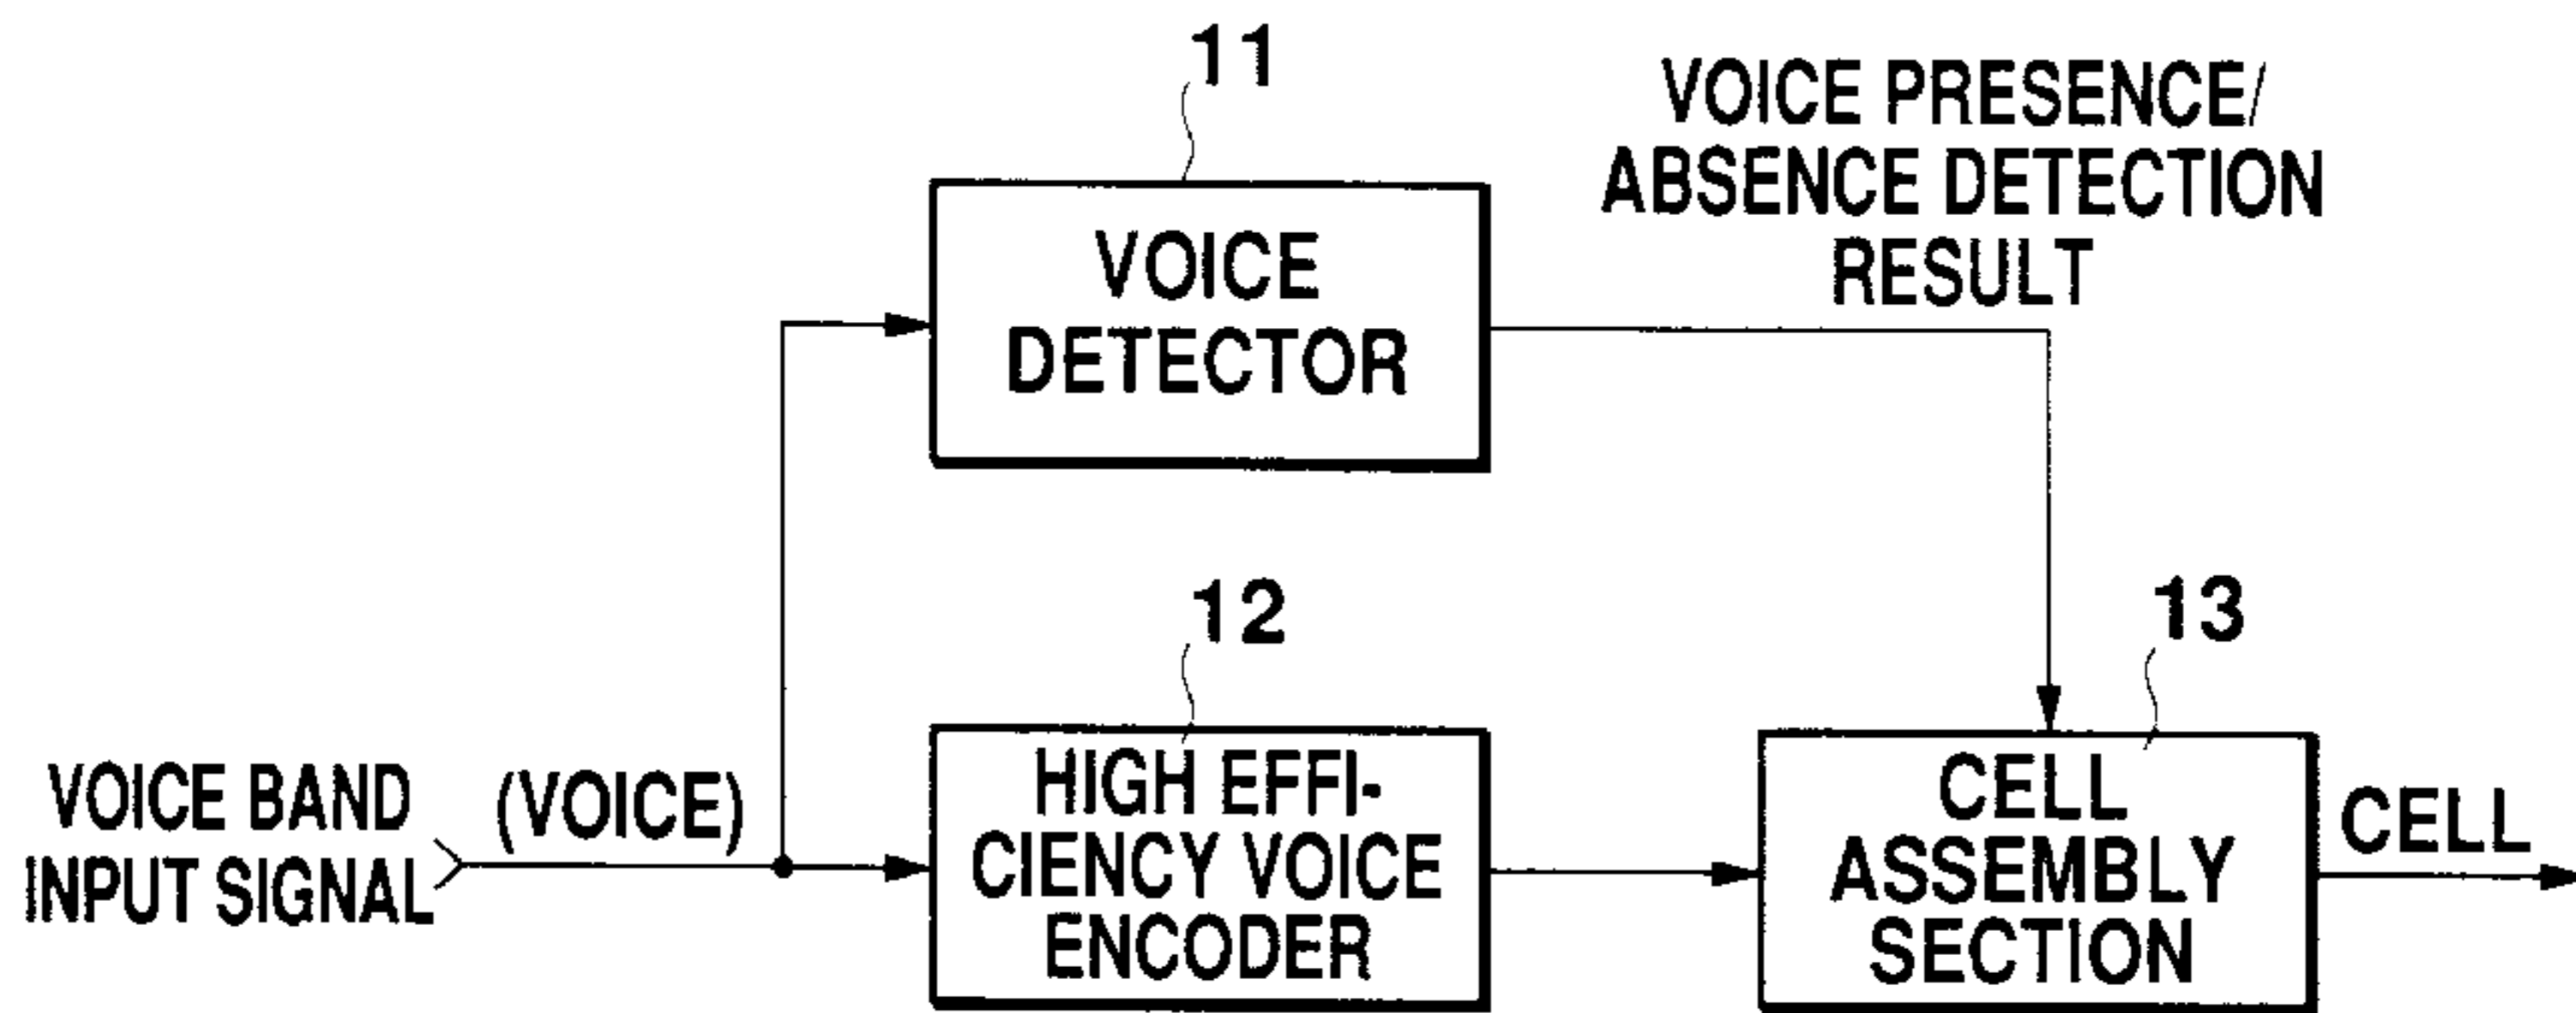 11
VOICE PRESENCE/
ABSENCE DETECTION
RESULT
VOICE
DETECTOR
12
13
VOICE BAND
INPUT SIGNAL
(VOICE)
HIGH EFFI-
CIENCY VOICE
ENCODER
CELL
ASSEMBLY
SECTION
CELL